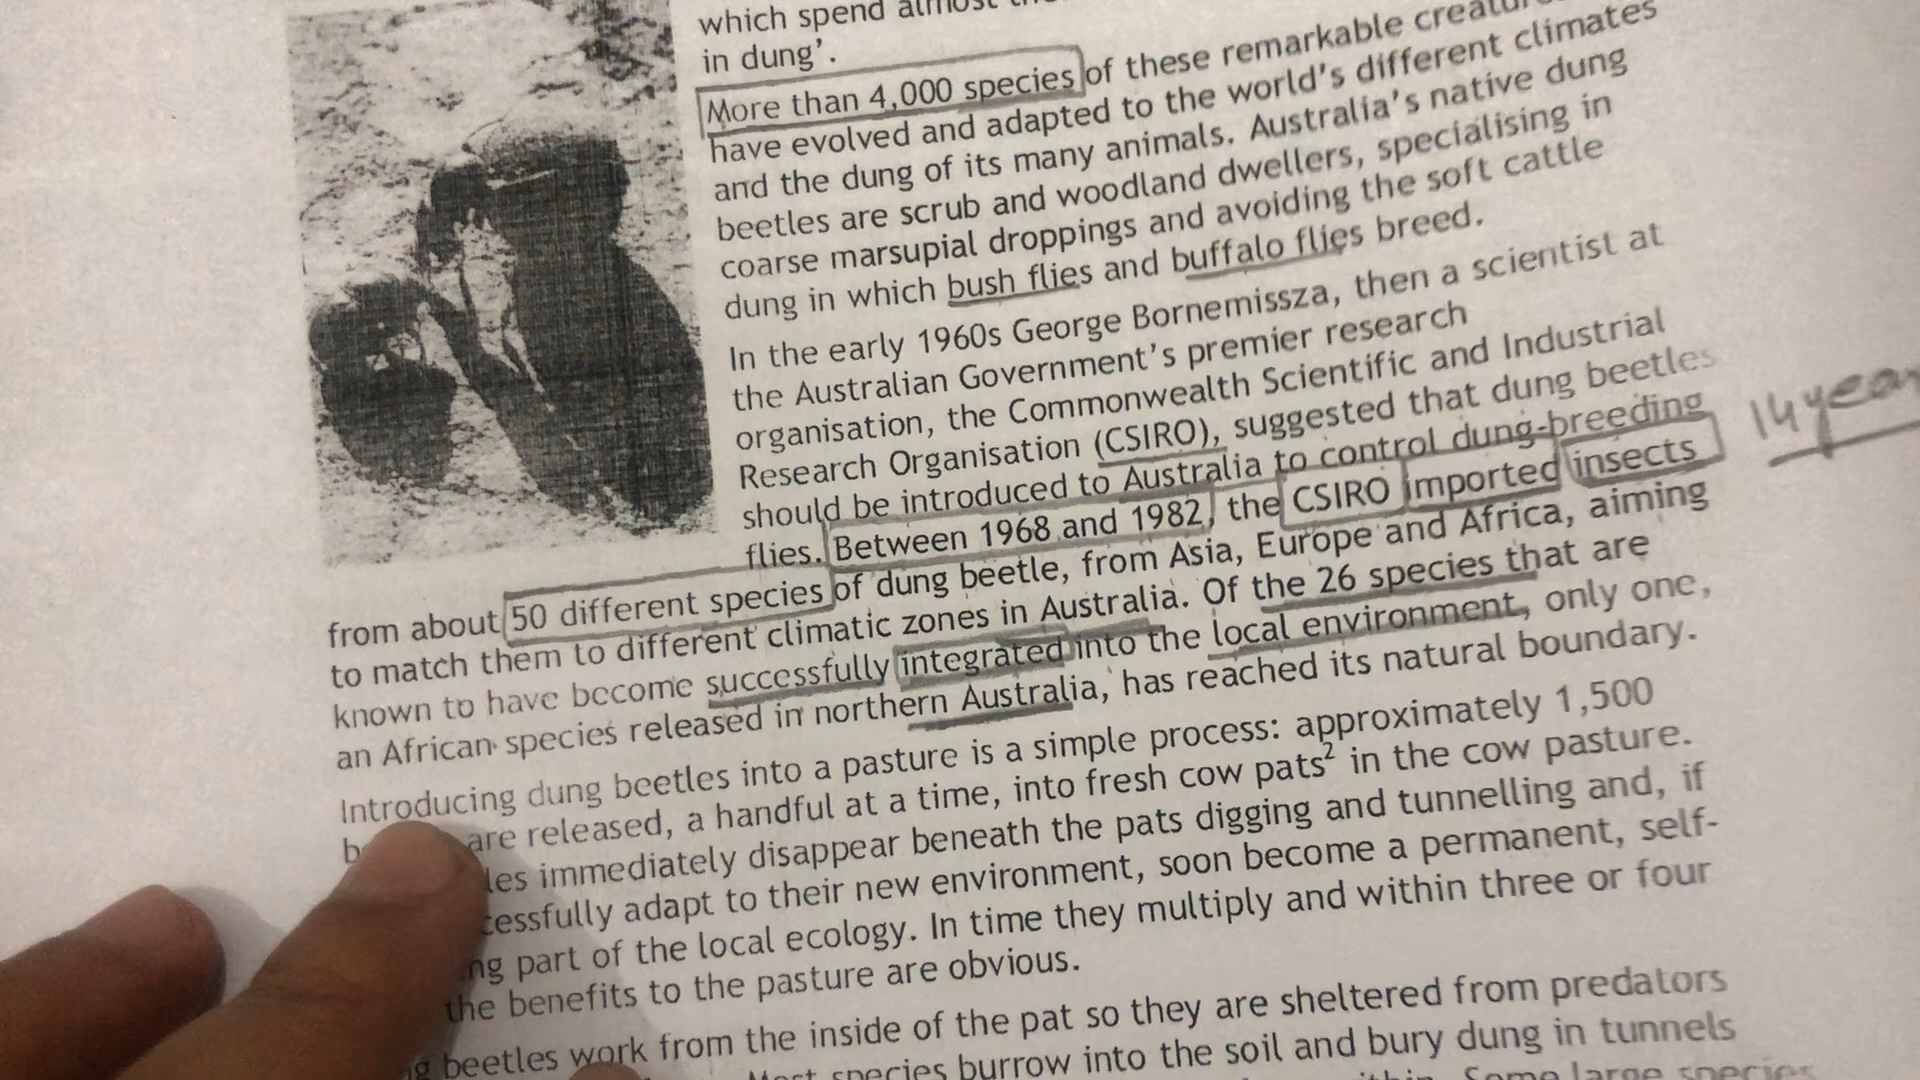 which spend almost
in dung'.
More than 4,000 species of these remarkable
have evolved and adapted to the world's different climates
and the dung of its many animals. Australia's native dung
beetles are scrub and woodland dwellers, specialising in
coarse marsupial droppings and avoiding the soft cattle
dung in which bush flies and buffalo flies breed.
In the early 1960s George Bornemissza, then a scientist at
the Australian Government's premier research
organisation, the Commonwealth Scientific and Industrial
Research Organisation (CSIRO), suggested that dung beetles
should be introduced to Australia to control dung-breeding
flies. Between 1968 and 1982, the CSIRO imported insects
14 year
from about 50 different species of dung beetle, from Asia, Europe and Africa, aiming
to match them to different climatic zones in Australia. Of the 26 species that are
known to have become successfully integrated into the local environment, only one,
an African species released in northern Australia, has reached its natural boundary.
Introducing dung beetles into a pasture is a simple process: approximately 1,500
are released, a handful at a time, into fresh cow pats² in the cow pasture.
immediately disappear beneath the pats digging and tunnelling and, if
adapt to their new environment, soon become a permanent, self-
part of the local ecology. In time they multiply and within three or four
the benefits to the pasture are obvious.
beetles work from the inside of the pat so they are sheltered from predators
Most species burrow into the soil and bury dung in tunnels
Some large species